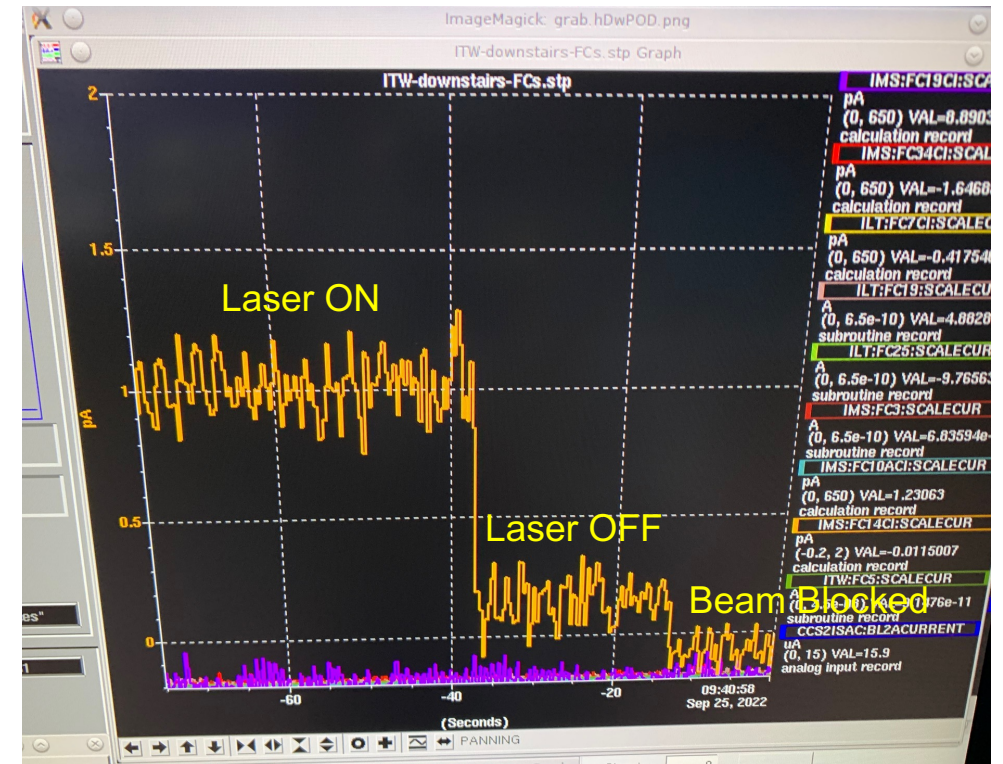 ImageMagick: grab.hDwPOD.png
ITW-downstairs-FCs.stp Graph
ITW-downstairs-FCs.stp
2
1.5
1
0.5
0
pA
Laser ON
Laser OFF
Beam Blocked
-60
-40
-20
09:40:58
Sep 25, 2022
(Seconds)
PANNING
IMS:FC19CI:SCA
pA
(0, 650) VAL=8.8903
calculation record
IMS:FC34CI:SCAL
pA
(0, 650) VAL=-1.6468
calculation record
ILT:FC7CI:SCALEC
pA
(0, 650) VAL=-0.417540
calculation record
ILT:FC19:SCALECU
A
(0, 6.5e-10) VAL=4.8828
subroutine record
ILT:FC25:SCALECUR
A
(0, 6.5e-10) VAL=-9.76563
subroutine record
IMS:FC3:SCALECUR
A
(0, 6.5e-10) VAL=6.83594e-
subroutine record
IMS:FC10ACI:SCALECUR
pA
(0, 650) VAL=1.23063
calculation record
IMS:FC14CI:SCALECUR
pA
(-0.2, 2) VAL=-0.0115007
calculation record
ITW:FC5:SCALECUR
A
subroutine record
CCS2ISAC:BL2ACURRENT
uA
(0, 15) VAL=15.9
analog input record
es"
1